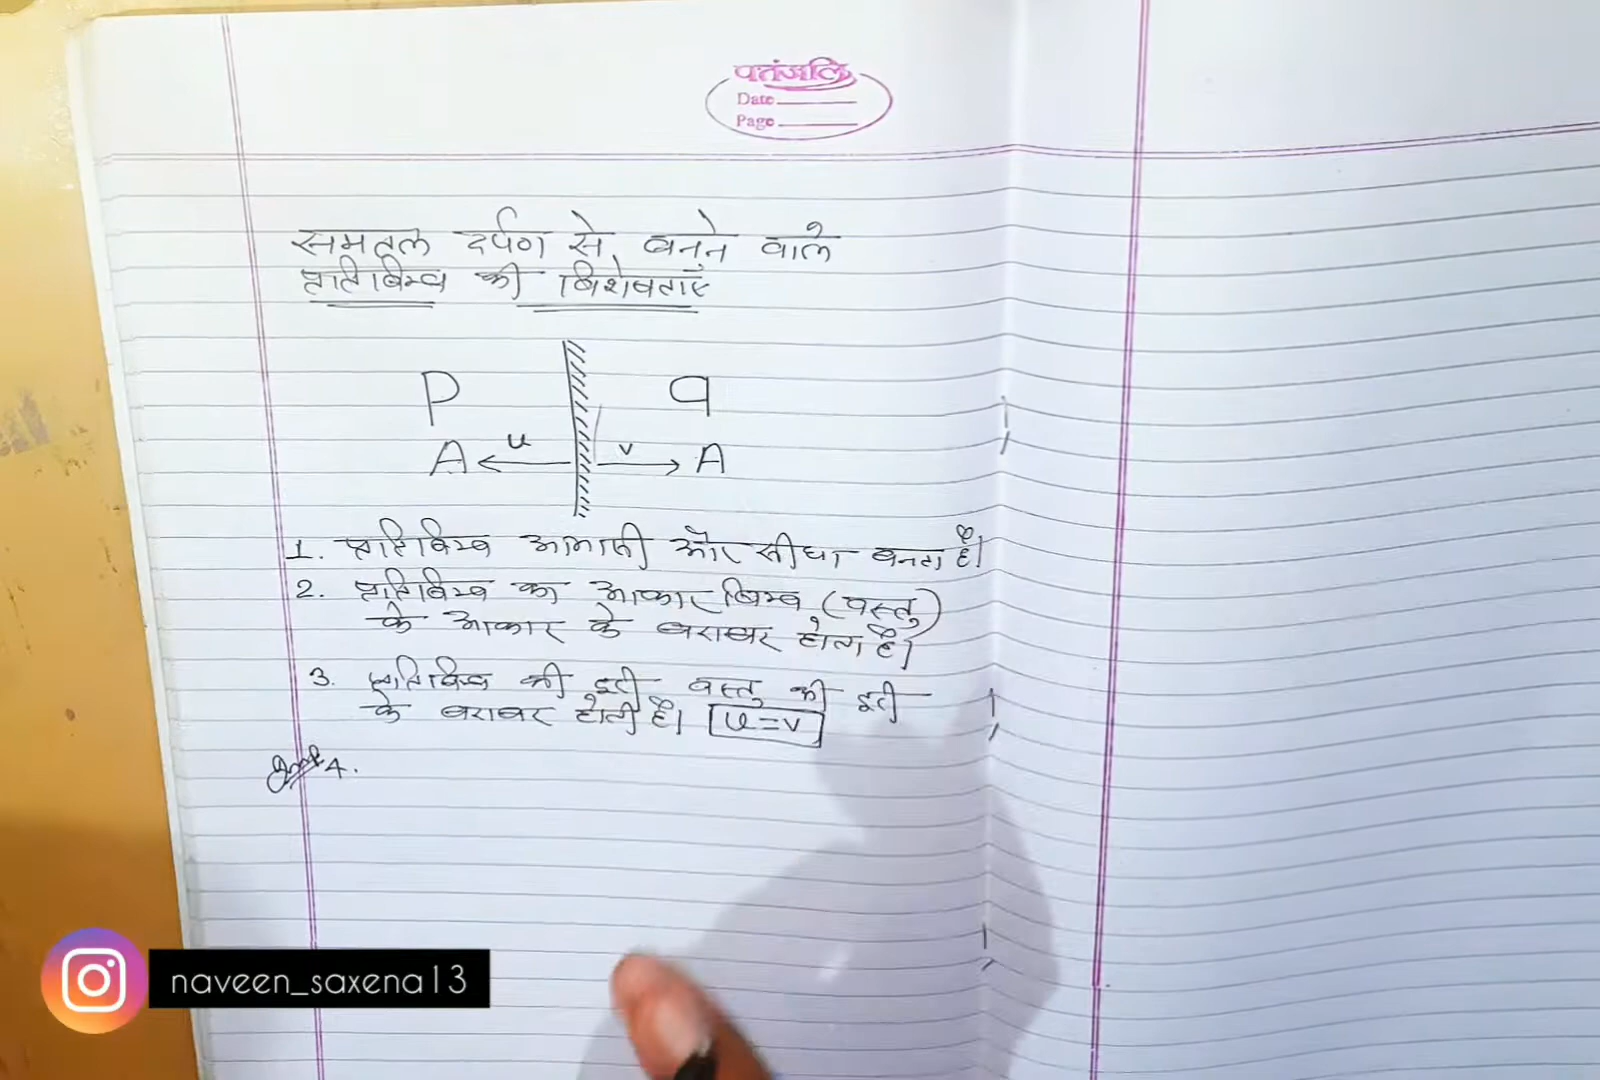 पतंजलि
Date
Page
समतल दर्पण से बनने वाले
प्रतिबिम्ब की विशेषताएँ
P q
A u v A
1. प्रतिबिम्ब आभासी और सीधा बनता है।
2. प्रतिबिम्ब का आकार बिम्ब (वस्तु)
के आकार के बराबर होता है।
3. प्रतिबिम्ब की दूरी वस्तु की दूरी
के बराबर होती है। u=v
4.
naveen_saxena13